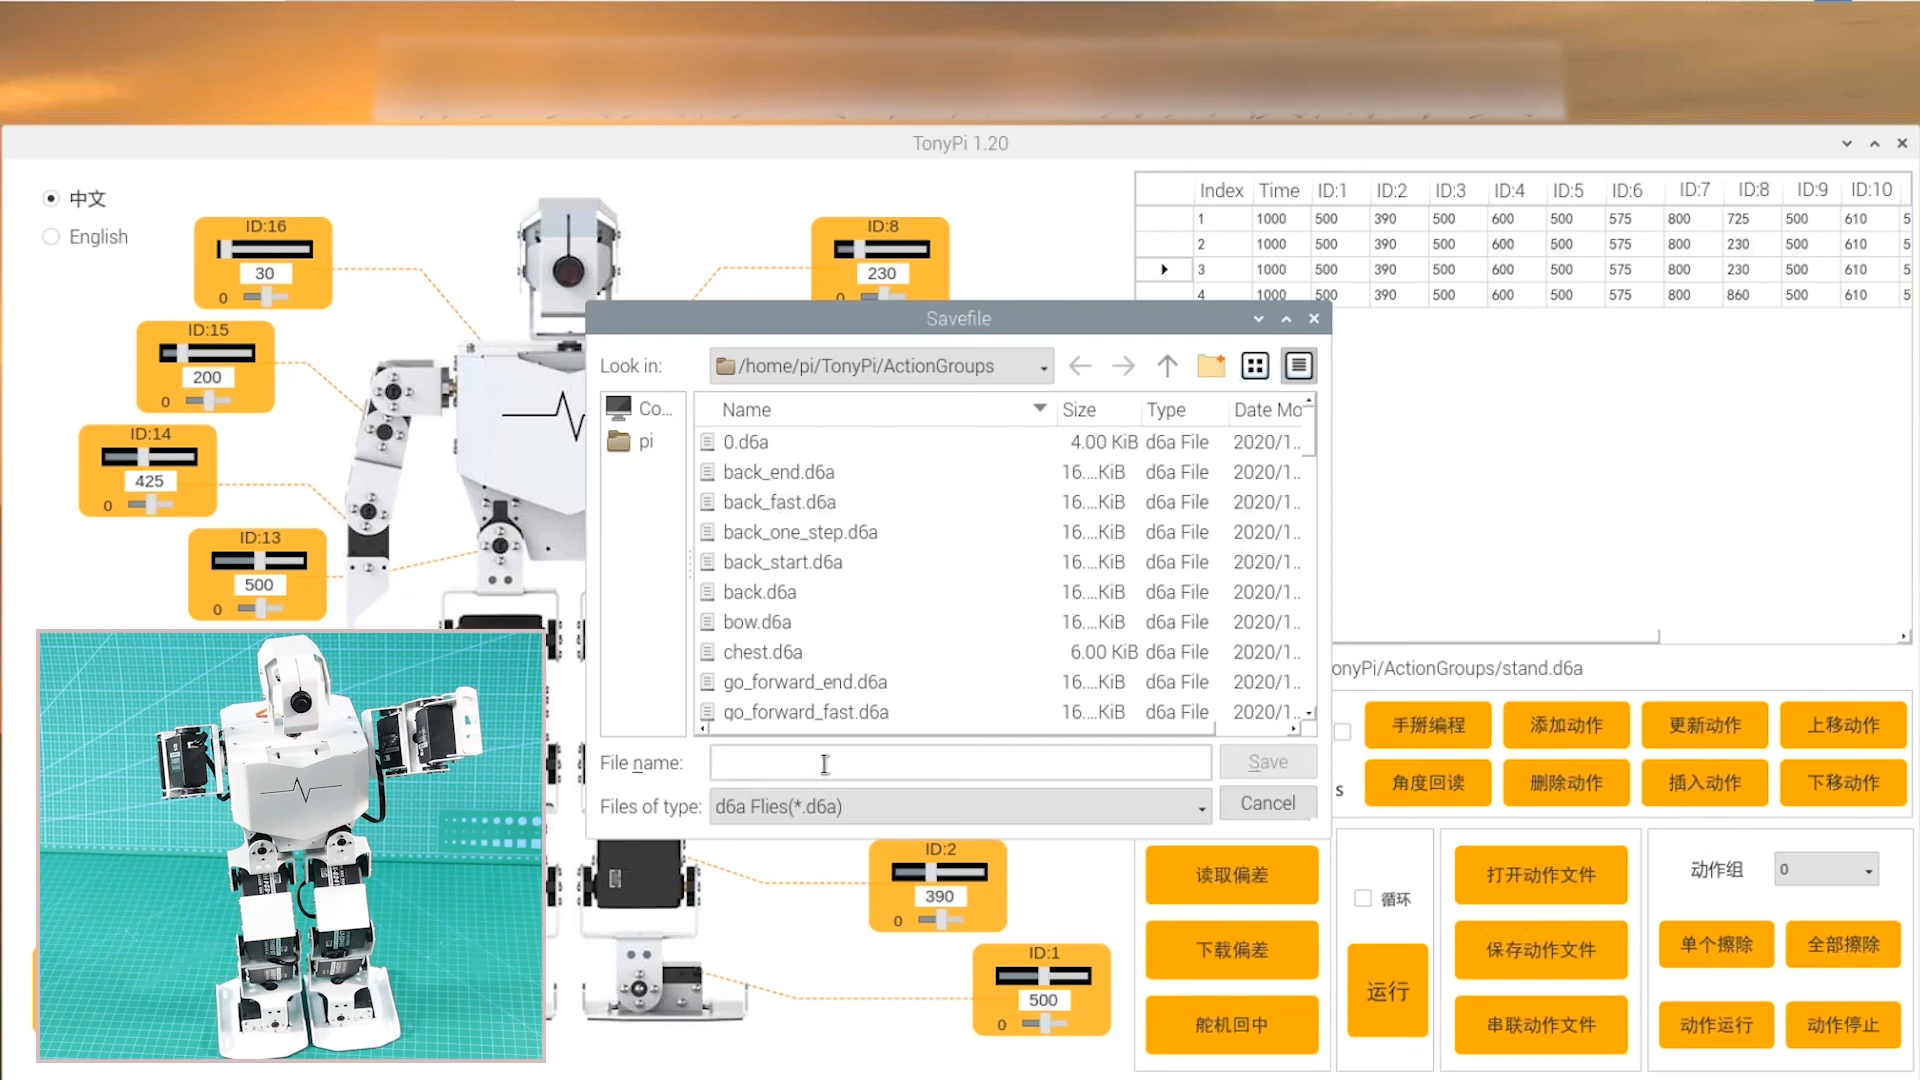 TonyPi 1.20
中文
English
ID:16
30
0
ID:15
200
0
ID:14
425
0
ID:13
500
0
ID:8
230
0
Index Time ID:1 ID:2 ID:3 ID:4 ID:5 ID:6 ID:7 ID:8 ID:9 ID:10
1 1000 500 390 500 600 500 575 800 725 500 610 5
2 1000 500 390 500 600 500 575 800 230 500 610 5
3 1000 500 390 500 600 500 575 800 230 500 610 5
4 1000 500 390 500 600 500 575 800 860 500 610 5
Savefile
Look in: /home/pi/TonyPi/ActionGroups
Co...
pi
Name Size Type Date Mo
0.d6a 4.00 KiB d6a File 2020/1..
back_end.d6a 16....KiB d6a File 2020/1..
back_fast.d6a 16....KiB d6a File 2020/1..
back_one_step.d6a 16....KiB d6a File 2020/1..
back_start.d6a 16....KiB d6a File 2020/1..
back.d6a 16....KiB d6a File 2020/1..
bow.d6a 16....KiB d6a File 2020/1..
chest.d6a 6.00 KiB d6a File 2020/1..
go_forward_end.d6a 16....KiB d6a File 2020/1..
go_forward_fast.d6a 16....KiB d6a File 2020/1..
File name: Save
Files of type: d6a Flies(*.d6a) Cancel
onyPi/ActionGroups/stand.d6a
手掰编程 添加动作 更新动作 上移动作
s 角度回读 删除动作 插入动作 下移动作
ID:2
390
0
ID:1
500
0
读取偏差
下载偏差
舵机回中
循环
运行
打开动作文件
保存动作文件
串联动作文件
动作组 0
单个擦除 全部擦除
动作运行 动作停止